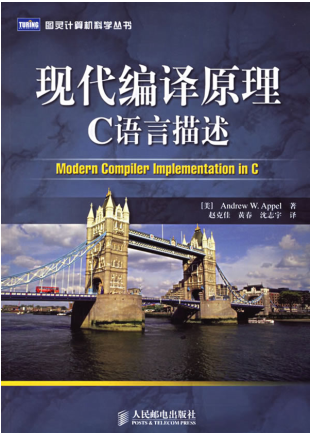 TURING 图灵计算机科学丛书
现代编译原理
C语言描述
Modern Compiler Implementation in C
[美] Andrew W. Appel 著
赵克佳 黄春 沈志宇 译
人民邮电出版社
POSTS & TELECOM PRESS